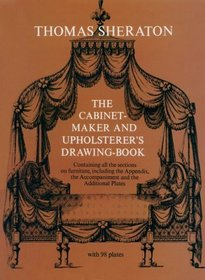 THOMAS SHERATON
THE
CABINET-
MAKER AND
UPHOLSTERER'S
DRAWING-BOOK
Containing all the sections
on furniture, including the Appendix,
the Accompaniment and the
Additional Plates
with 98 plates